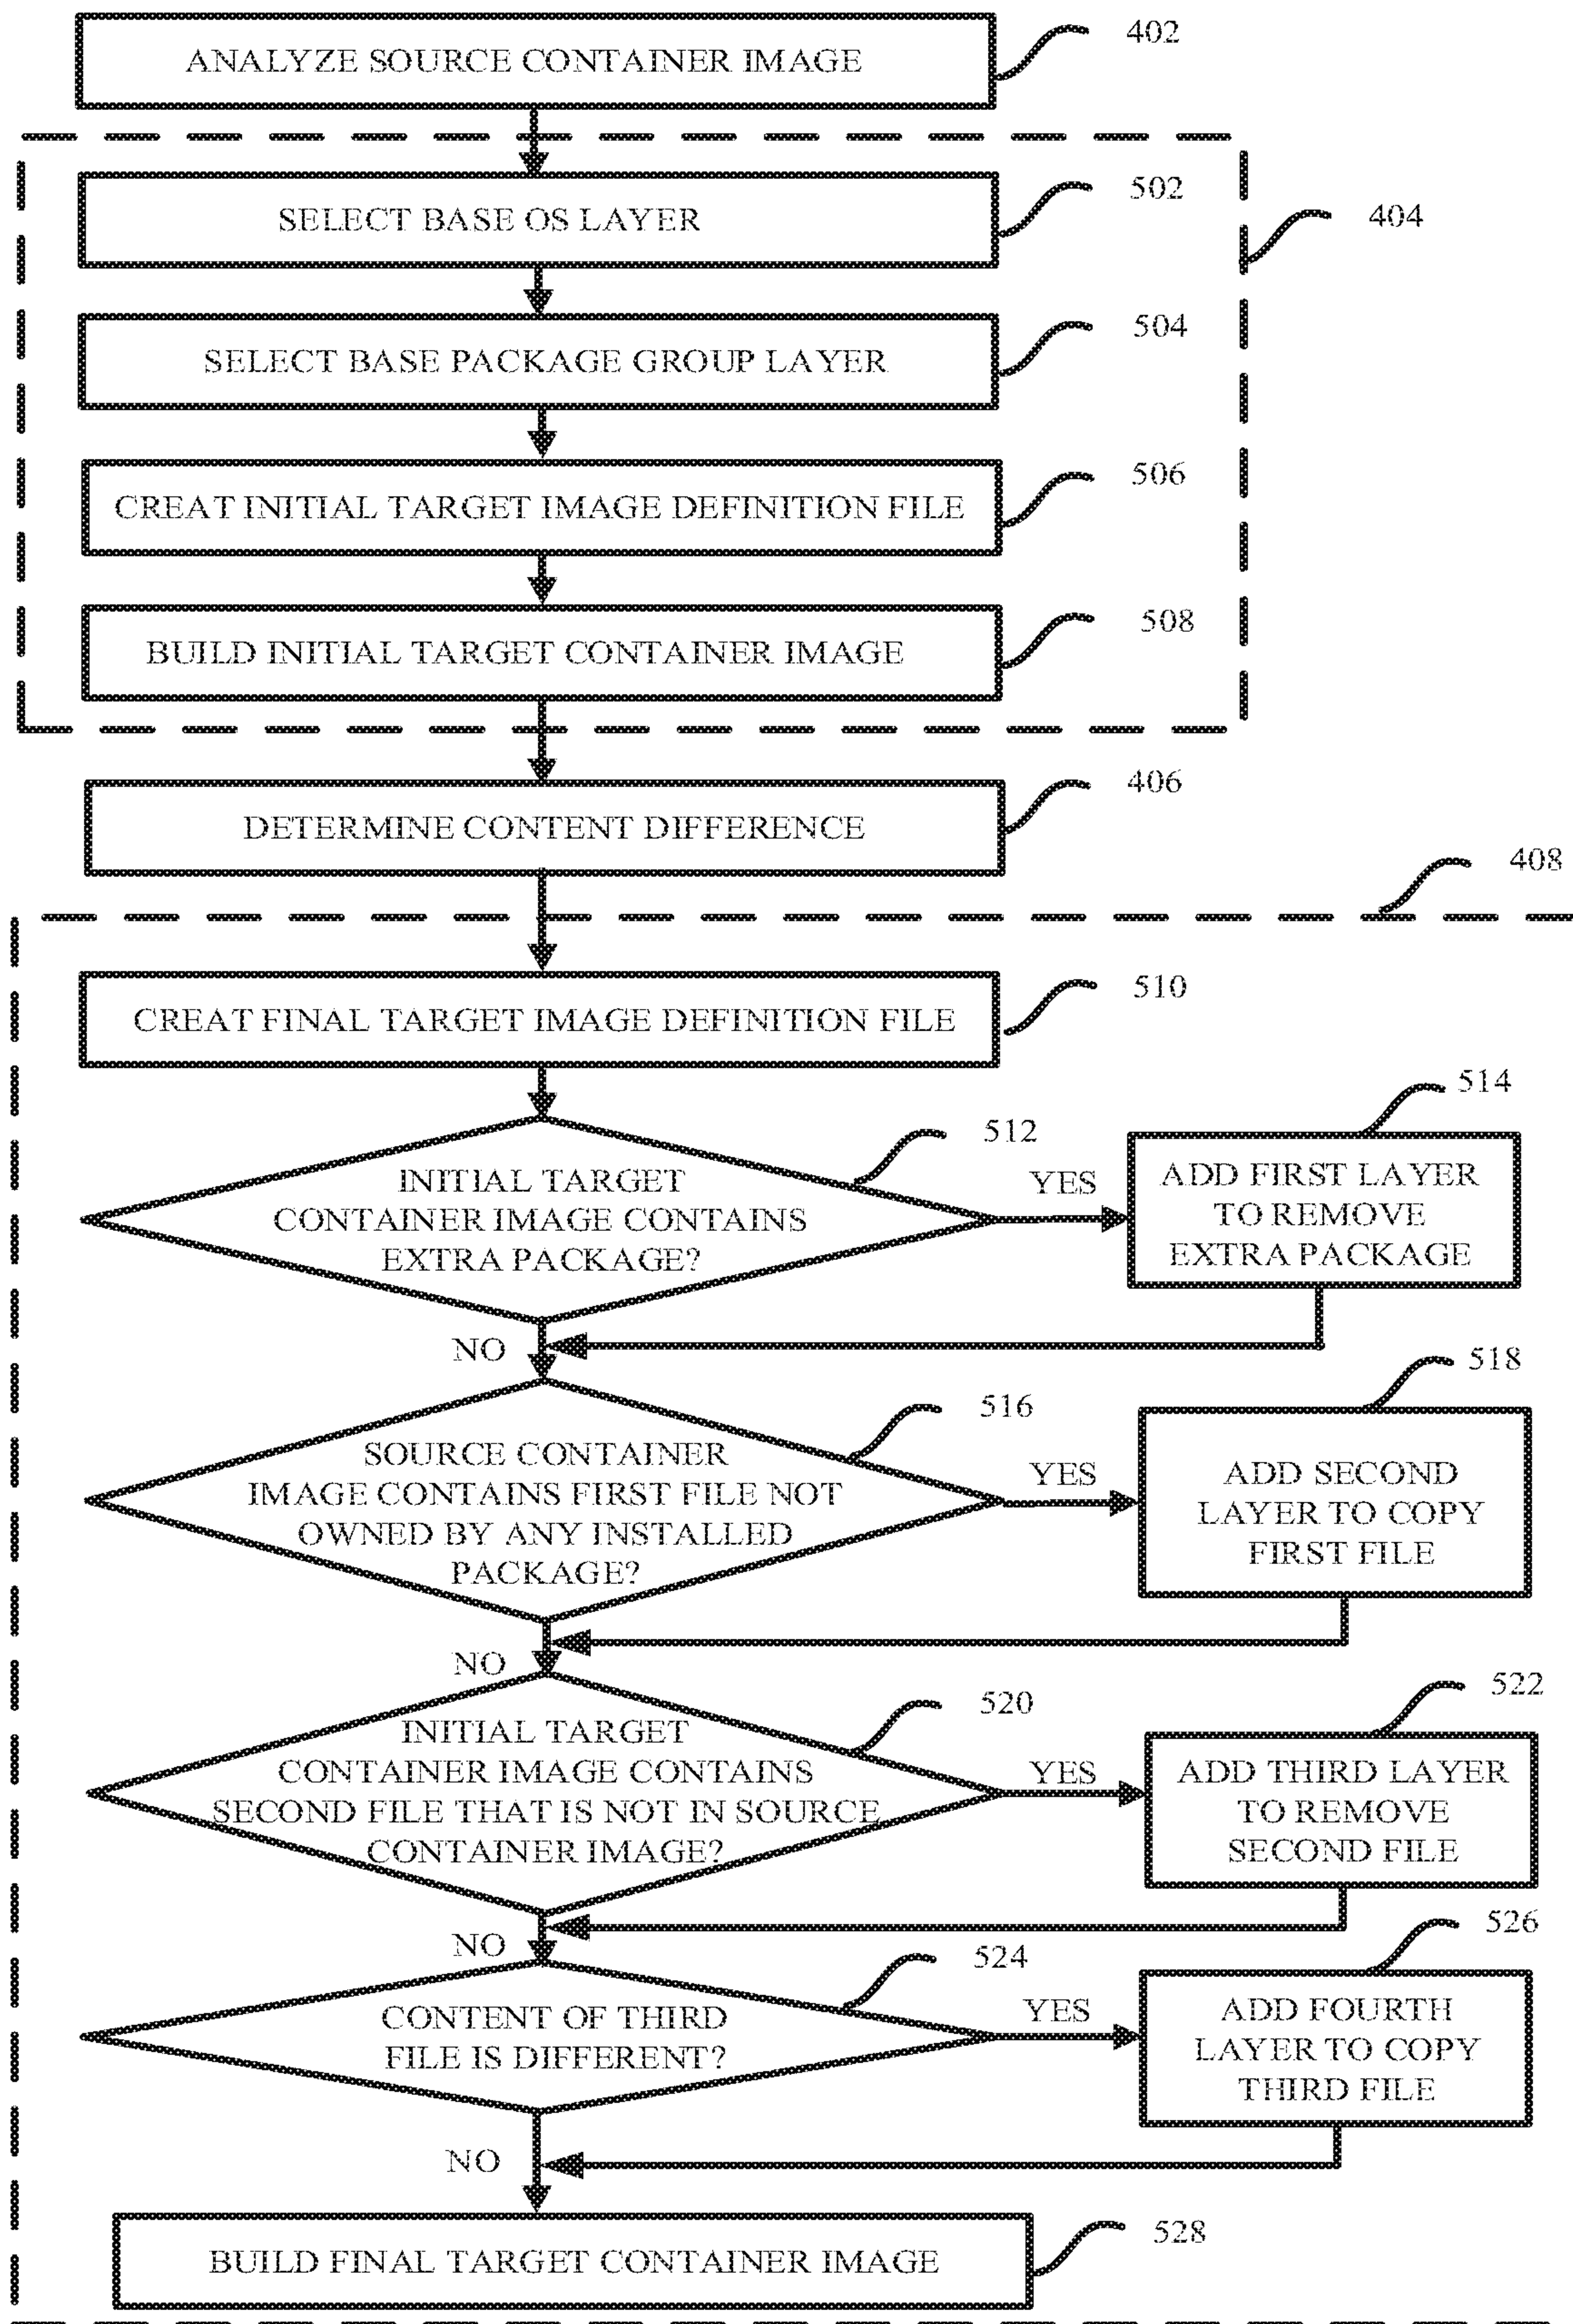 ANALYZE SOURCE CONTAINER IMAGE
402
SELECT BASE OS LAYER
502
404
SELECT BASE PACKAGE GROUP LAYER
504
CREAT INITIAL TARGET IMAGE DEFINITION FILE
506
BUILD INITIAL TARGET CONTAINER IMAGE
508
DETERMINE CONTENT DIFFERENCE
406
408
CREAT FINAL TARGET IMAGE DEFINITION FILE
510
INITIAL TARGET
CONTAINER IMAGE CONTAINS
EXTRA PACKAGE?
512
YES
514
ADD FIRST LAYER
TO REMOVE
EXTRA PACKAGE
NO
SOURCE CONTAINER
IMAGE CONTAINS FIRST FILE NOT
OWNED BY ANY INSTALLED
PACKAGE?
516
YES
518
ADD SECOND
LAYER TO COPY
FIRST FILE
NO
INITIAL TARGET
CONTAINER IMAGE CONTAINS
SECOND FILE THAT IS NOT IN SOURCE
CONTAINER IMAGE?
520
YES
522
ADD THIRD LAYER
TO REMOVE
SECOND FILE
NO
CONTENT OF THIRD
FILE IS DIFFERENT?
524
YES
526
ADD FOURTH
LAYER TO COPY
THIRD FILE
NO
BUILD FINAL TARGET CONTAINER IMAGE
528